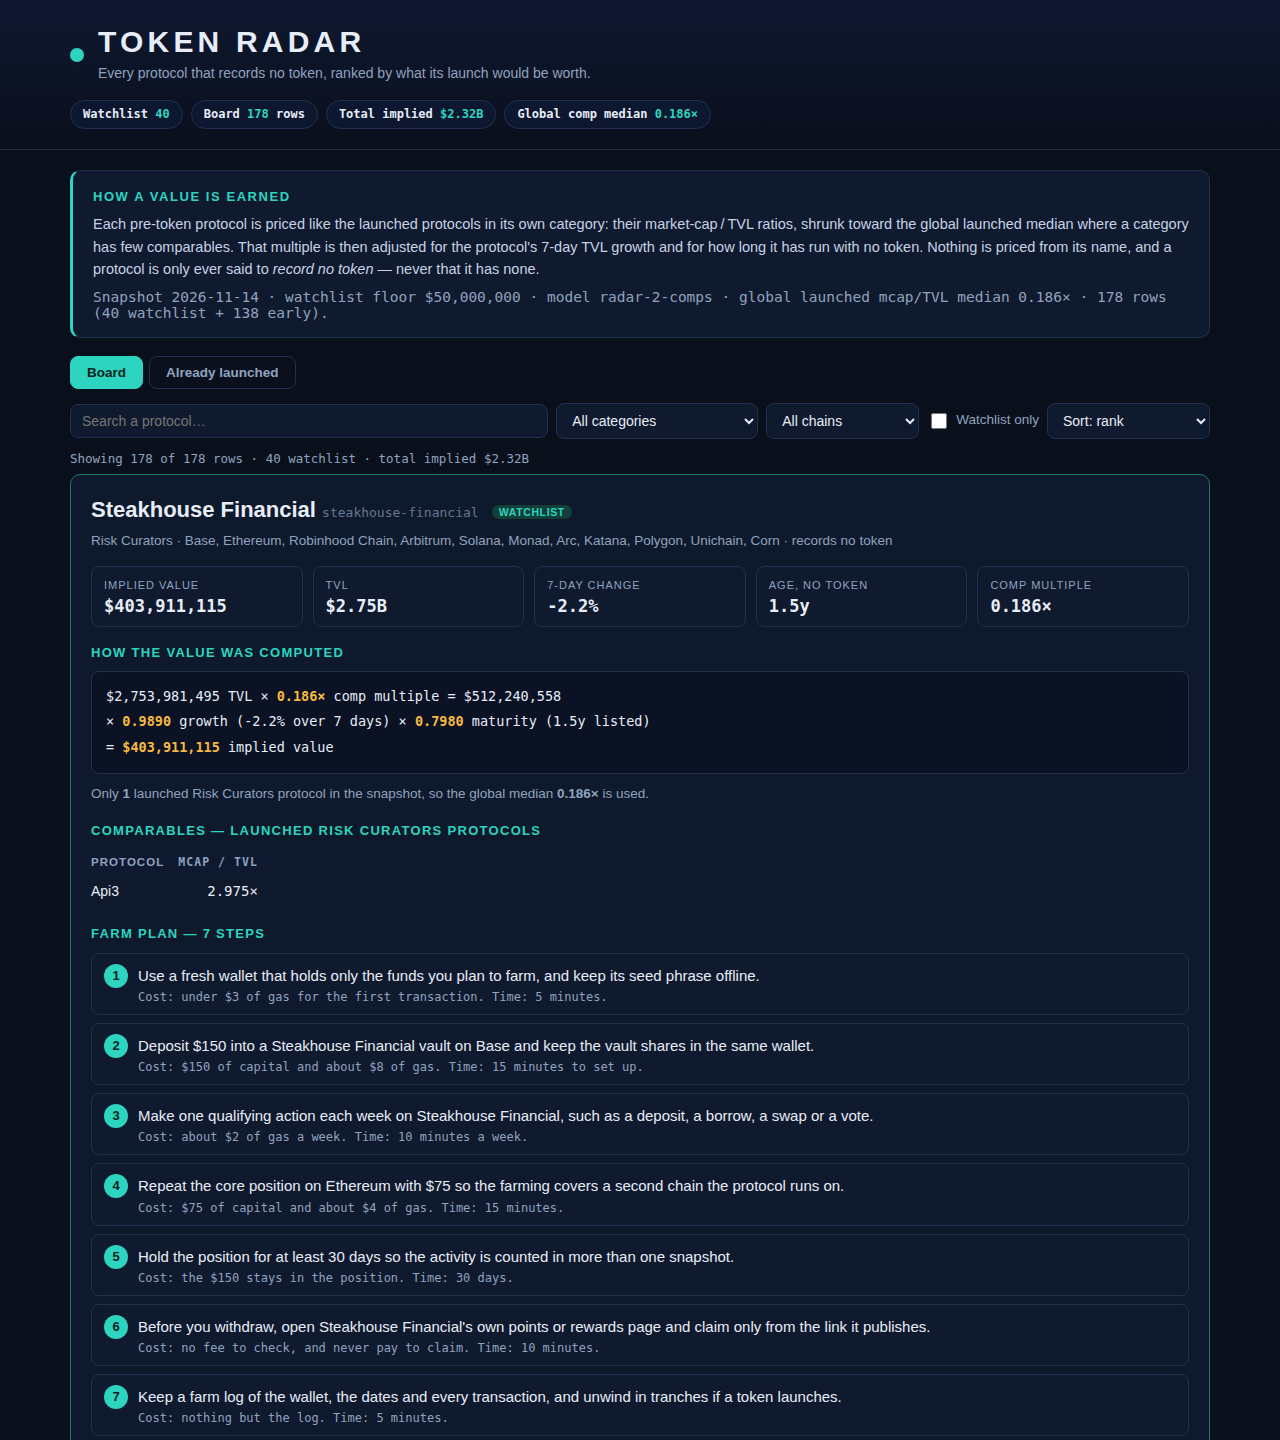 TOKEN RADAR
Every protocol that records no token, ranked by what its launch would be worth.
Watchlist 40 Board 178 rows Total implied $2.32B Global comp median 0.186×
HOW A VALUE IS EARNED
Each pre-token protocol is priced like the launched protocols in its own category: their market-cap / TVL ratios, shrunk toward the global launched median where a category
has few comparables. That multiple is then adjusted for the protocol's 7-day TVL growth and for how long it has run with no token. Nothing is priced from its name, and a
protocol is only ever said to record no token — never that it has none.
Snapshot 2026-11-14 · watchlist floor $50,000,000 · model radar-2-comps · global launched mcap/TVL median 0.186× · 178 rows
(40 watchlist + 138 early).
Board Already launched
Search a protocol… All categories All chains Watchlist only Sort: rank
Showing 178 of 178 rows · 40 watchlist · total implied $2.32B
Steakhouse Financial steakhouse-financial WATCHLIST
Risk Curators · Base, Ethereum, Robinhood Chain, Arbitrum, Solana, Monad, Arc, Katana, Polygon, Unichain, Corn · records no token
IMPLIED VALUE TVL 7-DAY CHANGE AGE, NO TOKEN COMP MULTIPLE
$403,911,115 $2.75B -2.2% 1.5y 0.186×
HOW THE VALUE WAS COMPUTED
$2,753,981,495 TVL × 0.186× comp multiple = $512,240,558
× 0.9890 growth (-2.2% over 7 days) × 0.7980 maturity (1.5y listed)
= $403,911,115 implied value
Only 1 launched Risk Curators protocol in the snapshot, so the global median 0.186× is used.
COMPARABLES — LAUNCHED RISK CURATORS PROTOCOLS
PROTOCOL MCAP / TVL
Api3 2.975×
FARM PLAN — 7 STEPS
1 Use a fresh wallet that holds only the funds you plan to farm, and keep its seed phrase offline.
Cost: under $3 of gas for the first transaction. Time: 5 minutes.
2 Deposit $150 into a Steakhouse Financial vault on Base and keep the vault shares in the same wallet.
Cost: $150 of capital and about $8 of gas. Time: 15 minutes to set up.
3 Make one qualifying action each week on Steakhouse Financial, such as a deposit, a borrow, a swap or a vote.
Cost: about $2 of gas a week. Time: 10 minutes a week.
4 Repeat the core position on Ethereum with $75 so the farming covers a second chain the protocol runs on.
Cost: $75 of capital and about $4 of gas. Time: 15 minutes.
5 Hold the position for at least 30 days so the activity is counted in more than one snapshot.
Cost: the $150 stays in the position. Time: 30 days.
6 Before you withdraw, open Steakhouse Financial's own points or rewards page and claim only from the link it publishes.
Cost: no fee to check, and never pay to claim. Time: 10 minutes.
7 Keep a farm log of the wallet, the dates and every transaction, and unwind in tranches if a token launches.
Cost: nothing but the log. Time: 5 minutes.